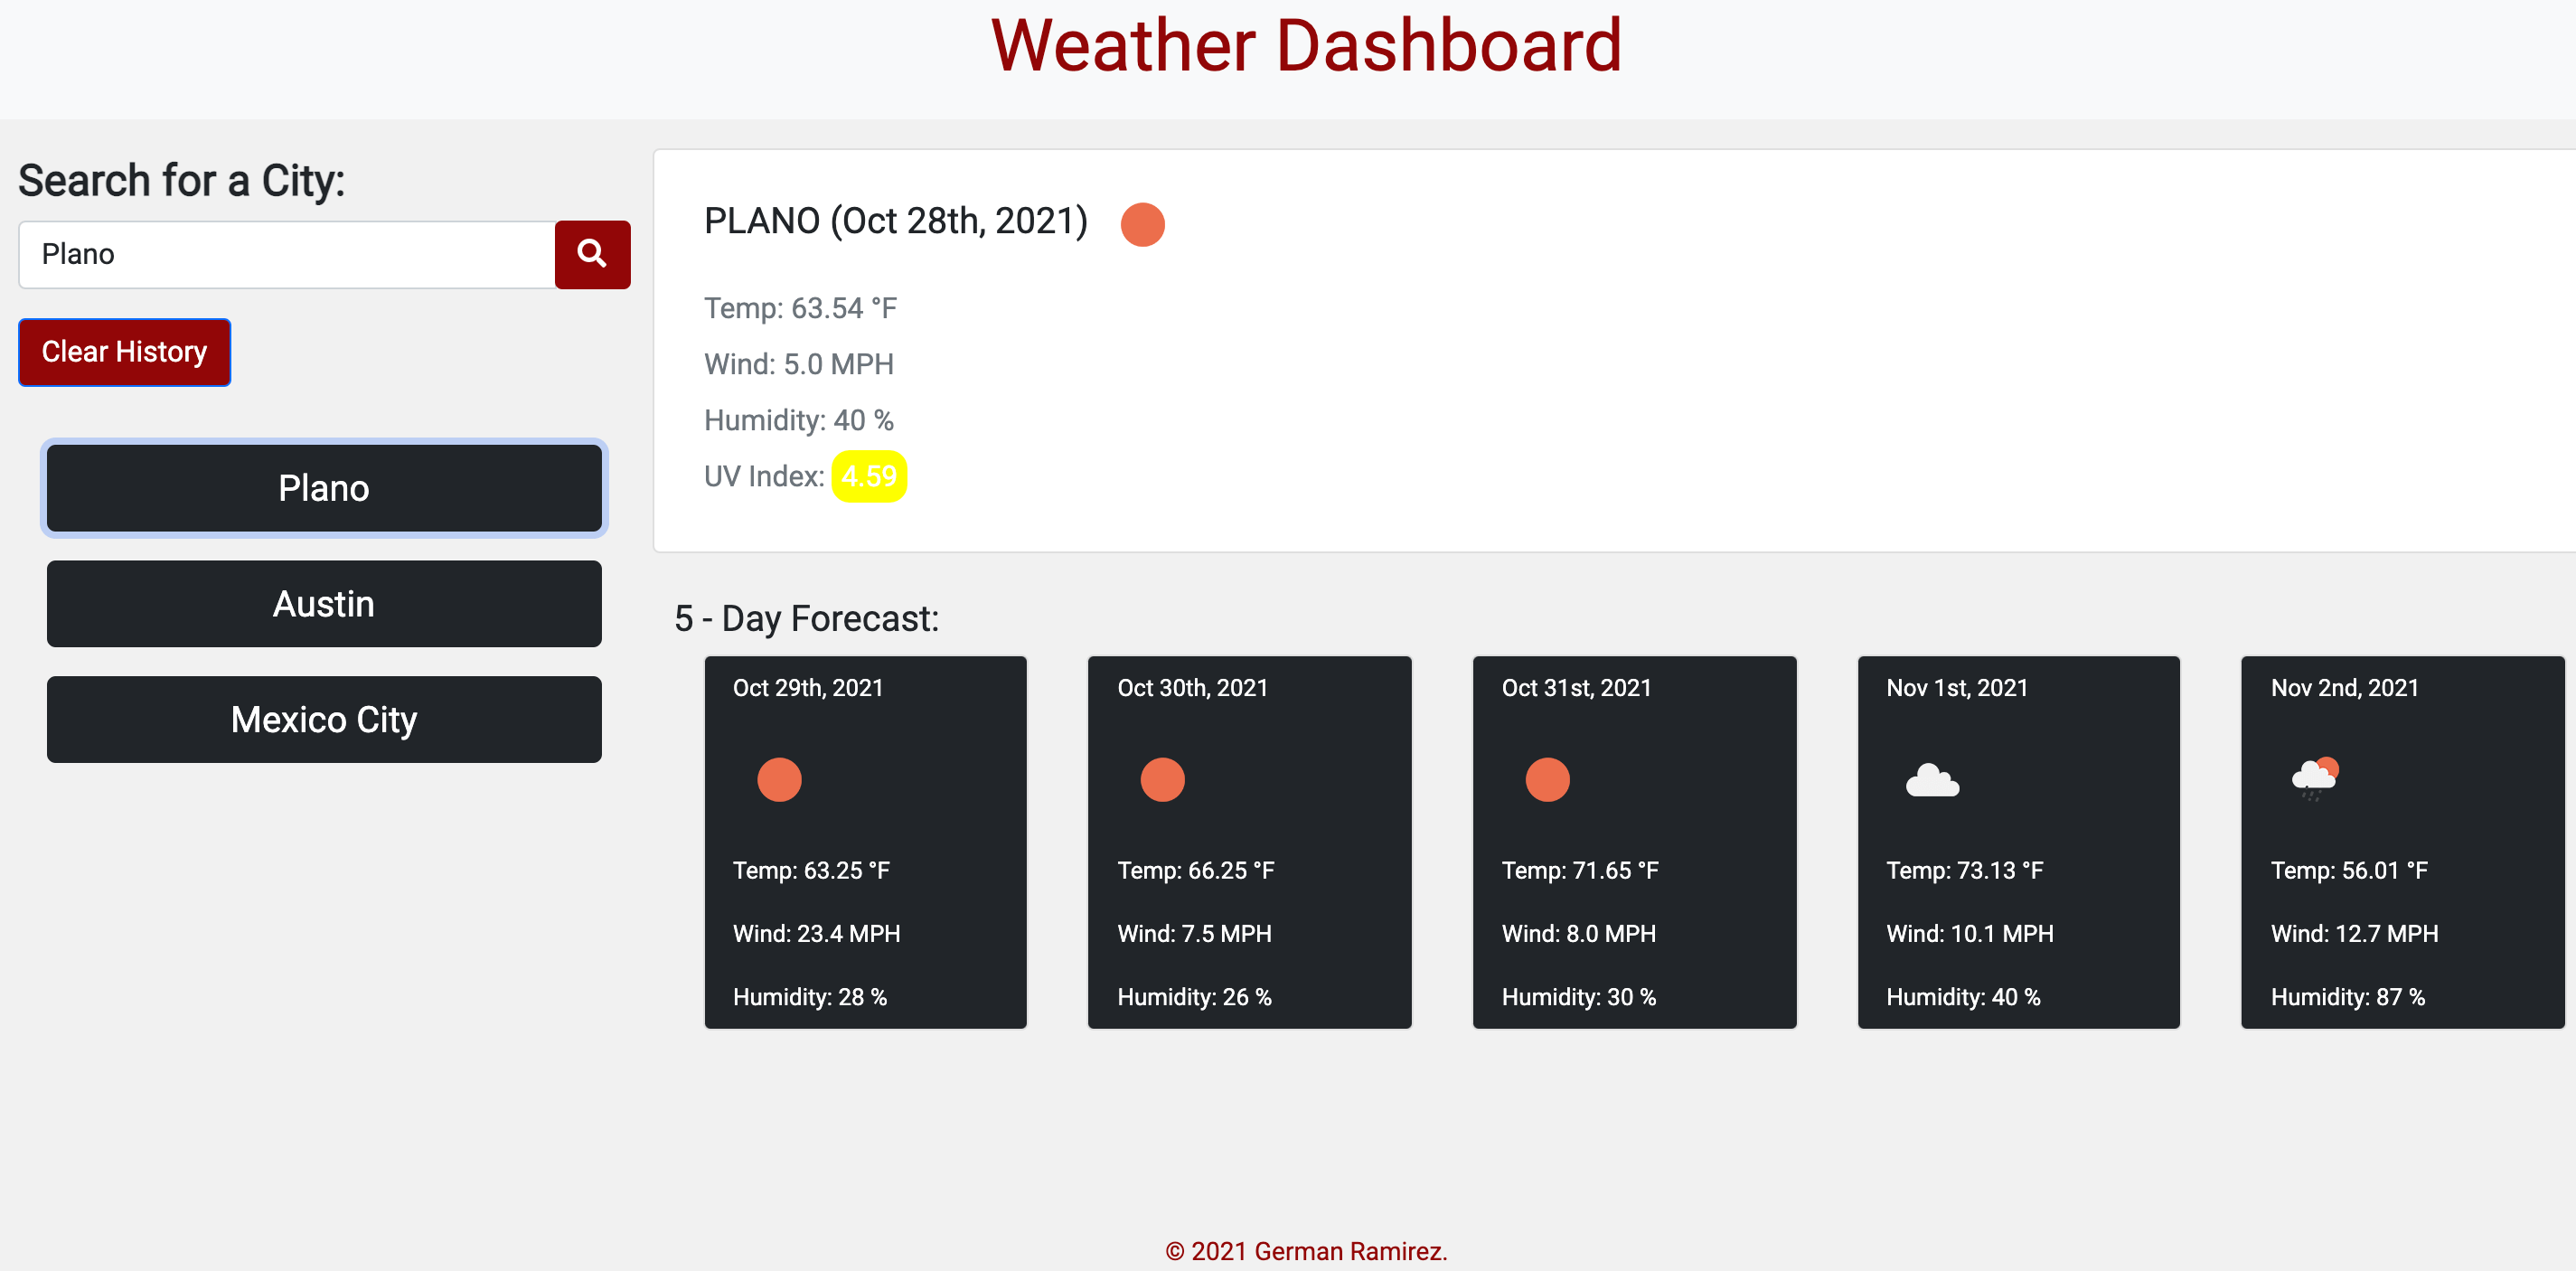 Weather Dashboard
Search for a City:
Plano
Clear History
Plano
Austin
Mexico City
PLANO (Oct 28th, 2021)
Temp: 63.54 °F
Wind: 5.0 MPH
Humidity: 40 %
UV Index: 4.59
5 - Day Forecast:
Oct 29th, 2021
Temp: 63.25 °F
Wind: 23.4 MPH
Humidity: 28 %
Oct 30th, 2021
Temp: 66.25 °F
Wind: 7.5 MPH
Humidity: 26 %
Oct 31st, 2021
Temp: 71.65 °F
Wind: 8.0 MPH
Humidity: 30 %
Nov 1st, 2021
Temp: 73.13 °F
Wind: 10.1 MPH
Humidity: 40 %
Nov 2nd, 2021
Temp: 56.01 °F
Wind: 12.7 MPH
Humidity: 87 %
© 2021 German Ramirez.